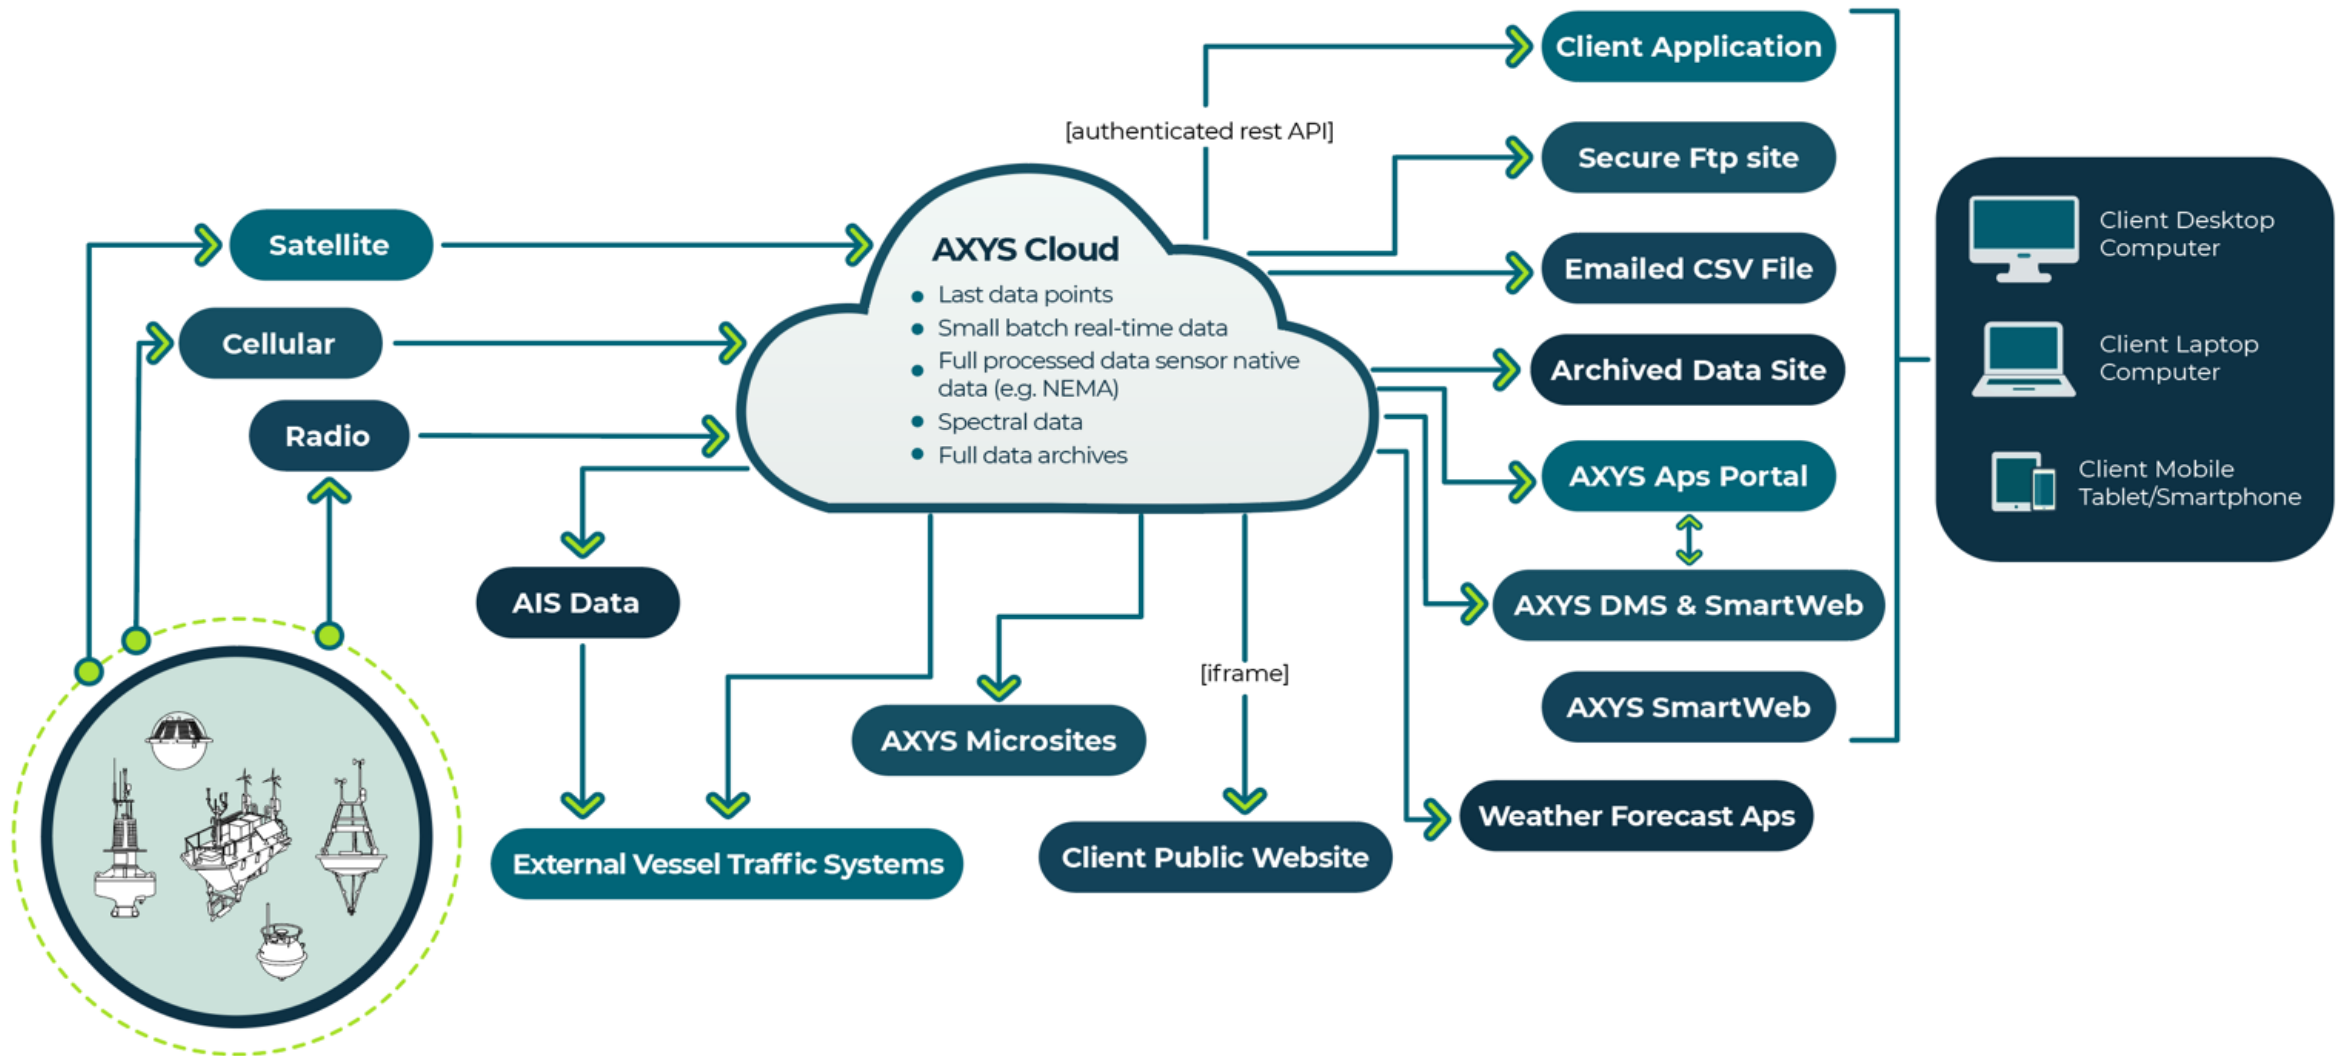 Client Application
[authenticated rest API]
Secure Ftp site
Satellite
AXYS Cloud
Last data points
Small batch real-time data
Full processed data sensor native
data (e.g. NEMA)
Spectral data
Full data archives
Emailed CSV File
Cellular
Archived Data Site
Radio
AXYS Aps Portal
AIS Data
AXYS DMS & SmartWeb
[iframe]
AXYS SmartWeb
AXYS Microsites
Weather Forecast Aps
External Vessel Traffic Systems
Client Public Website
Client Desktop
Computer
Client Laptop
Computer
Client Mobile
Tablet/Smartphone